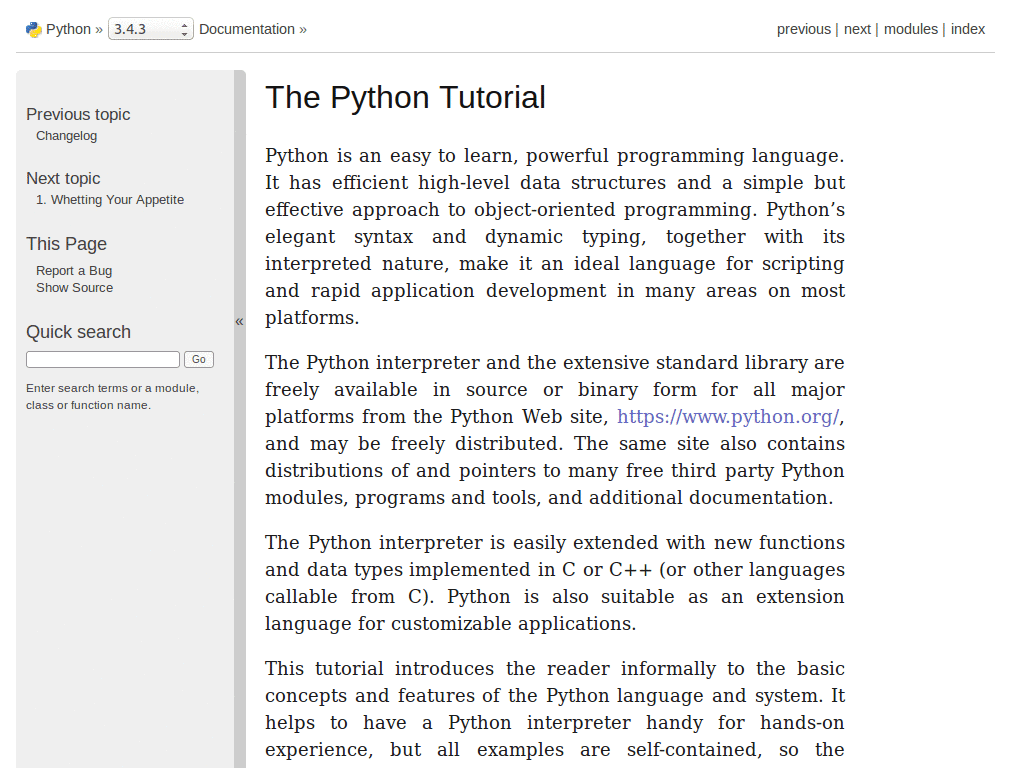 Python » 3.4.3 Documentation » previous | next | modules | index
Previous topic
Changelog
Next topic
1. Whetting Your Appetite
This Page
Report a Bug
Show Source
Quick search
Go
Enter search terms or a module,
class or function name.
«
The Python Tutorial
Python is an easy to learn, powerful programming language.
It has efficient high-level data structures and a simple but
effective approach to object-oriented programming. Python’s
elegant syntax and dynamic typing, together with its
interpreted nature, make it an ideal language for scripting
and rapid application development in many areas on most
platforms.
The Python interpreter and the extensive standard library are
freely available in source or binary form for all major
platforms from the Python Web site, https://www.python.org/,
and may be freely distributed. The same site also contains
distributions of and pointers to many free third party Python
modules, programs and tools, and additional documentation.
The Python interpreter is easily extended with new functions
and data types implemented in C or C++ (or other languages
callable from C). Python is also suitable as an extension
language for customizable applications.
This tutorial introduces the reader informally to the basic
concepts and features of the Python language and system. It
helps to have a Python interpreter handy for hands-on
experience, but all examples are self-contained, so the